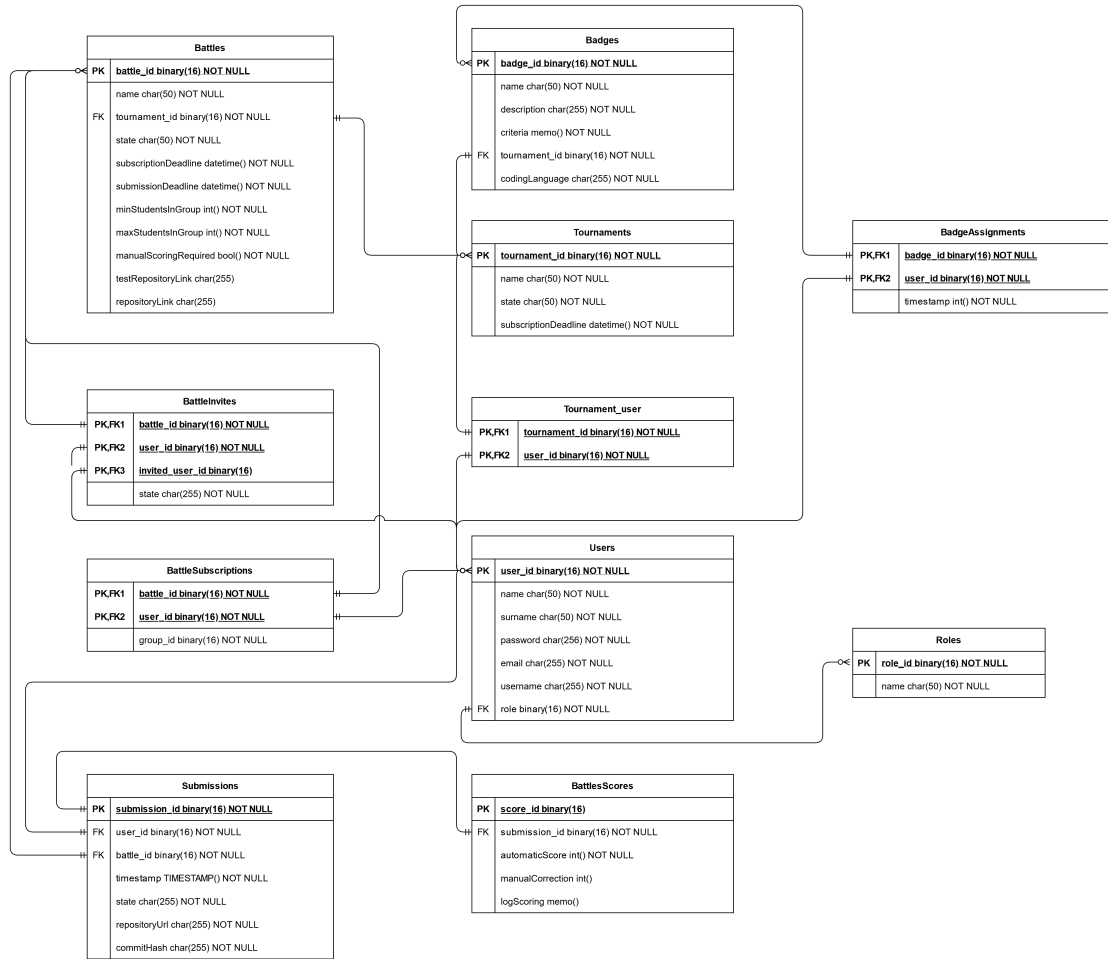 Battles
PK battle_id binary(16) NOT NULL
name char(50) NOT NULL
FK tournament_id binary(16) NOT NULL
state char(50) NOT NULL
subscriptionDeadline datetime() NOT NULL
submissionDeadline datetime() NOT NULL
minStudentsInGroup int() NOT NULL
maxStudentsInGroup int() NOT NULL
manualScoringRequired bool() NOT NULL
testRepositoryLink char(255)
repositoryLink char(255)
Badges
PK badge_id binary(16) NOT NULL
name char(50) NOT NULL
description char(255) NOT NULL
criteria memo() NOT NULL
FK tournament_id binary(16) NOT NULL
codingLanguage char(255) NOT NULL
Tournaments
PK tournament_id binary(16) NOT NULL
name char(50) NOT NULL
state char(50) NOT NULL
subscriptionDeadline datetime() NOT NULL
BadgeAssignments
PK,FK1 badge_id binary(16) NOT NULL
PK,FK2 user_id binary(16) NOT NULL
timestamp int() NOT NULL
BattleInvites
PK,FK1 battle_id binary(16) NOT NULL
PK,FK2 user_id binary(16) NOT NULL
PK,FK3 invited_user_id binary(16)
state char(255) NOT NULL
Tournament_user
PK,FK1 tournament_id binary(16) NOT NULL
PK,FK2 user_id binary(16) NOT NULL
BattleSubscriptions
PK,FK1 battle_id binary(16) NOT NULL
PK,FK2 user_id binary(16) NOT NULL
group_id binary(16) NOT NULL
Users
PK user_id binary(16) NOT NULL
name char(50) NOT NULL
surname char(50) NOT NULL
password char(256) NOT NULL
email char(255) NOT NULL
username char(255) NOT NULL
FK role binary(16) NOT NULL
Roles
PK role_id binary(16) NOT NULL
name char(50) NOT NULL
Submissions
PK submission_id binary(16) NOT NULL
FK user_id binary(16) NOT NULL
FK battle_id binary(16) NOT NULL
timestamp TIMESTAMP() NOT NULL
state char(255) NOT NULL
repositoryUrl char(255) NOT NULL
commitHash char(255) NOT NULL
BattlesScores
PK score_id binary(16)
FK submission_id binary(16) NOT NULL
automaticScore int() NOT NULL
manualCorrection int()
logScoring memo()